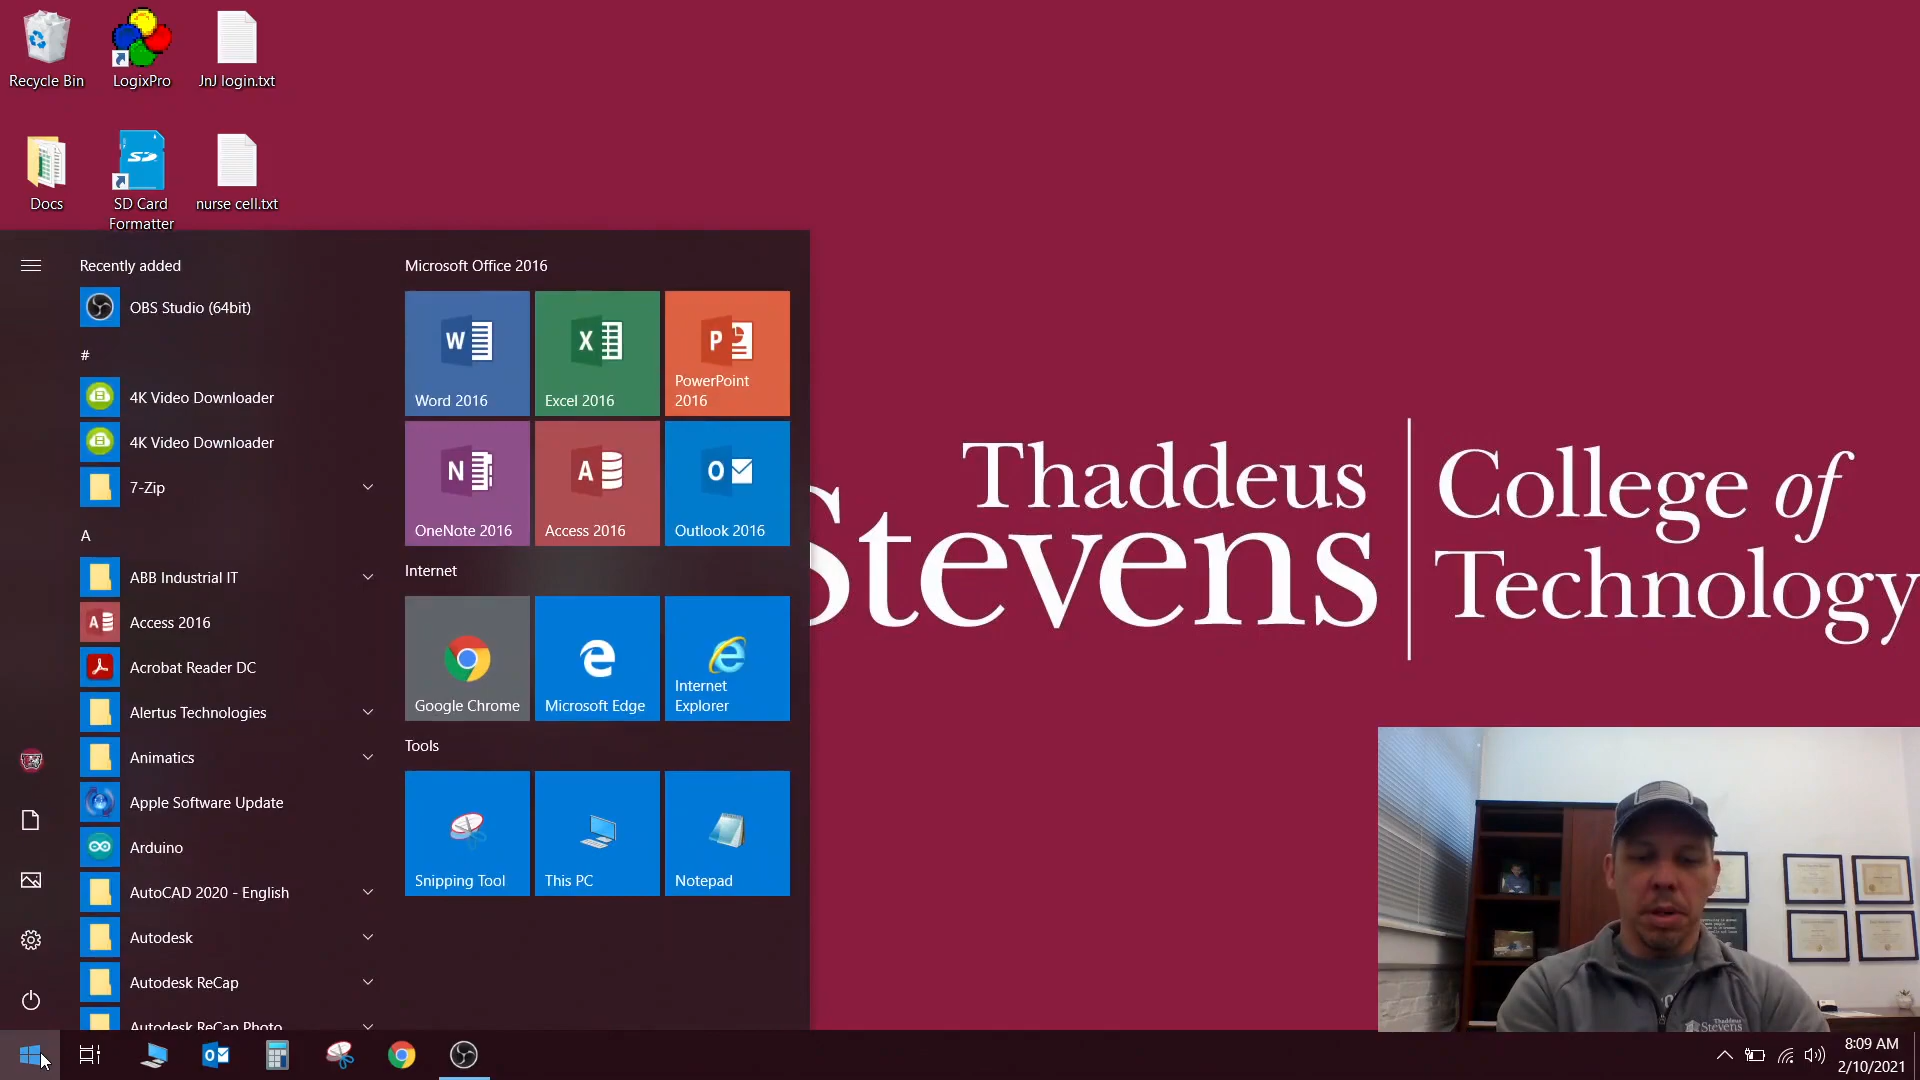 Recycle Bin
LogixPro
JnJ login.txt
Docs
SD
SD Card
Formatter
nurse cell.txt
Recently added
OBS Studio (64bit)
#
4K Video Downloader
4K Video Downloader
7-Zip
A
ABB Industrial IT
Access 2016
Acrobat Reader DC
Alertus Technologies
Animatics
Apple Software Update
Arduino
AutoCAD 2020 - English
Autodesk
Autodesk ReCap
Autodesk ReCap Photo
Microsoft Office 2016
Word 2016
Excel 2016
PowerPoint
2016
OneNote 2016
Access 2016
Outlook 2016
Internet
Google Chrome
Microsoft Edge
Internet
Explorer
Tools
Snipping Tool
This PC
Notepad
Thaddeus
Stevens
College of
Technology
Thaddeus
Stevens
8:09 AM
2/10/2021